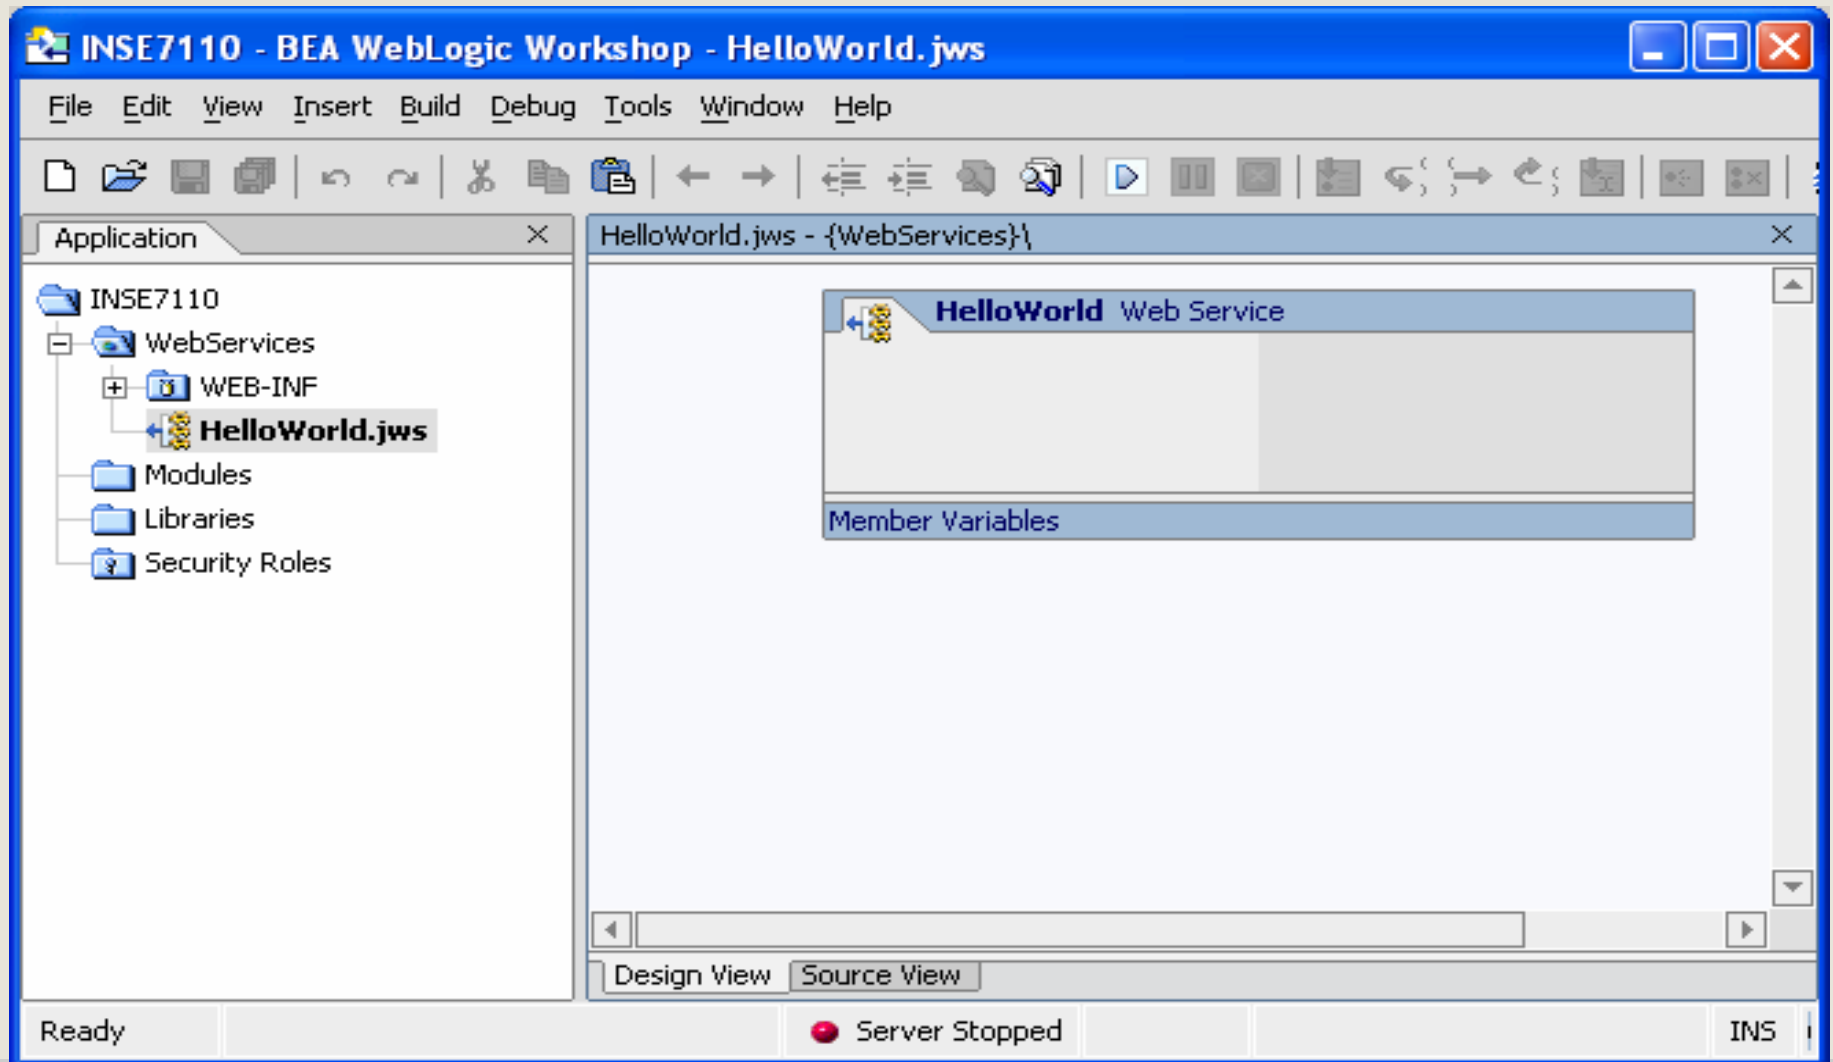 INSE7110 - BEA WebLogic Workshop - HelloWorld.jws
File Edit View Insert Build Debug Tools Window Help
Application
HelloWorld.jws - {WebServices}\
INSE7110
WebServices
WEB-INF
HelloWorld.jws
Modules
Libraries
Security Roles
HelloWorld Web Service
Member Variables
Design View Source View
Ready Server Stopped INS